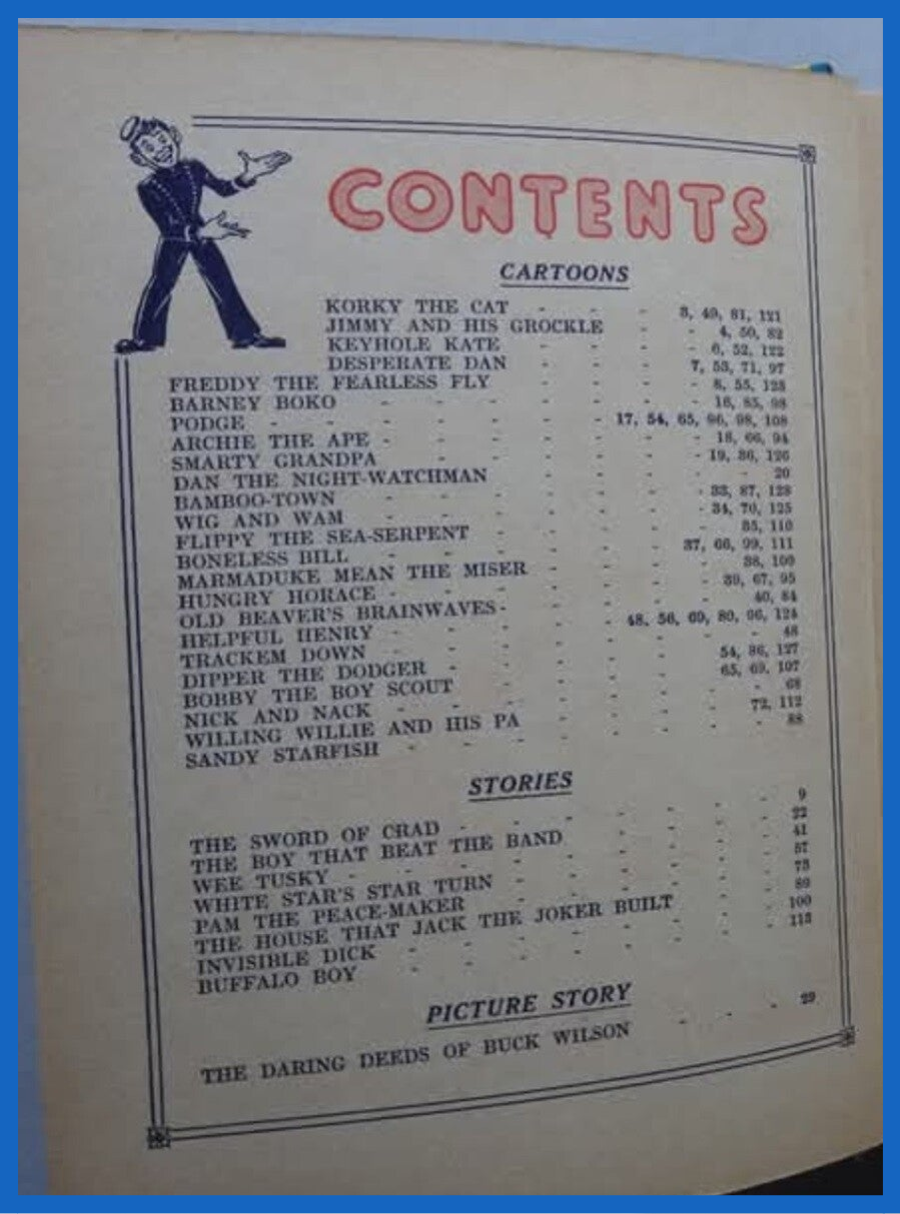 CONTENTS
CARTOONS
KORKY THE CAT - - - 3, 49, 81, 121
JIMMY AND HIS GROCKLE - - 4, 50, 82
KEYHOLE KATE - - - - 6, 52, 122
DESPERATE DAN - - - 7, 53, 71, 97
FREDDY THE FEARLESS FLY - - - - 8, 55, 123
BARNEY BOKO - - - - - - - 16, 85, 98
PODGE - - - - - - - 17, 54, 65, 96, 98, 108
ARCHIE THE APE - - - - - - - 18, 66, 94
SMARTY GRANDPA - - - - - - 19, 36, 126
DAN THE NIGHT-WATCHMAN - - - - - 20
BAMBOO-TOWN - - - - - - - 33, 87, 128
WIG AND WAM - - - - - - - 34, 70, 125
FLIPPY THE SEA-SERPENT - - - - - 35, 110
BONELESS BILL - - - - - - 37, 66, 99, 111
MARMADUKE MEAN THE MISER - - - - 38, 109
HUNGRY HORACE - - - - - - - 39, 67, 95
OLD BEAVER'S BRAINWAVES - - - - - 40, 84
HELPFUL HENRY - - - - - 48, 56, 69, 80, 96, 124
TRACKEM DOWN - - - - - - - 48
DIPPER THE DODGER - - - - - - 54, 86, 127
BOBBY THE BOY SCOUT - - - - - 65, 69, 107
NICK AND NACK - - - - - - - 68
WILLING WILLIE AND HIS PA - - - - 72, 112
SANDY STARFISH - - - - - - - 88
STORIES
THE SWORD OF CRAD - - - - - - 9
THE BOY THAT BEAT THE BAND - - - - 22
WEE TUSKY - - - - - - - - 41
WHITE STAR'S STAR TURN - - - - - 57
PAM THE PEACE-MAKER - - - - - - 73
THE HOUSE THAT JACK THE JOKER BUILT - - 89
INVISIBLE DICK - - - - - - - 100
BUFFALO BOY - - - - - - - 113
PICTURE STORY
THE DARING DEEDS OF BUCK WILSON - - - 29